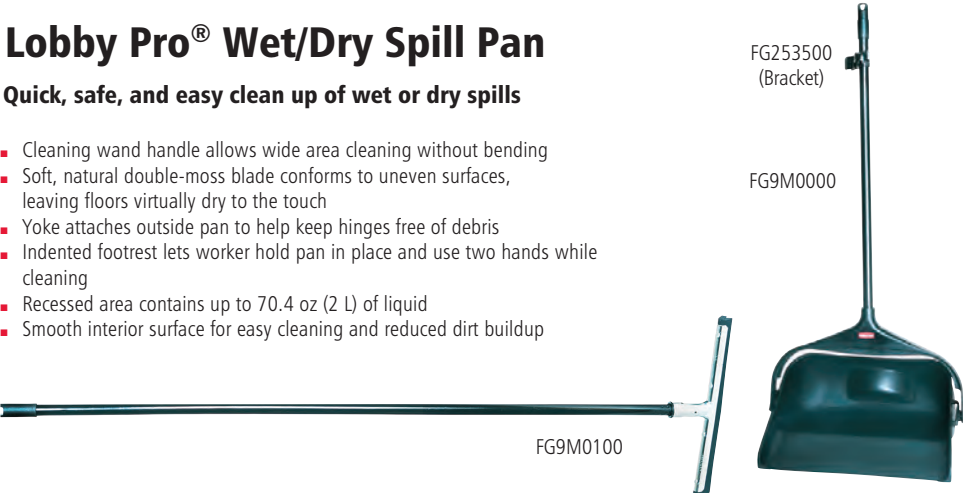 Lobby Pro® Wet/Dry Spill Pan
Quick, safe, and easy clean up of wet or dry spills
▪ Cleaning wand handle allows wide area cleaning without bending
▪ Soft, natural double-moss blade conforms to uneven surfaces,
leaving floors virtually dry to the touch
▪ Yoke attaches outside pan to help keep hinges free of debris
▪ Indented footrest lets worker hold pan in place and use two hands while
cleaning
▪ Recessed area contains up to 70.4 oz (2 L) of liquid
▪ Smooth interior surface for easy cleaning and reduced dirt buildup
FG253500
(Bracket)
FG9M0000
FG9M0100